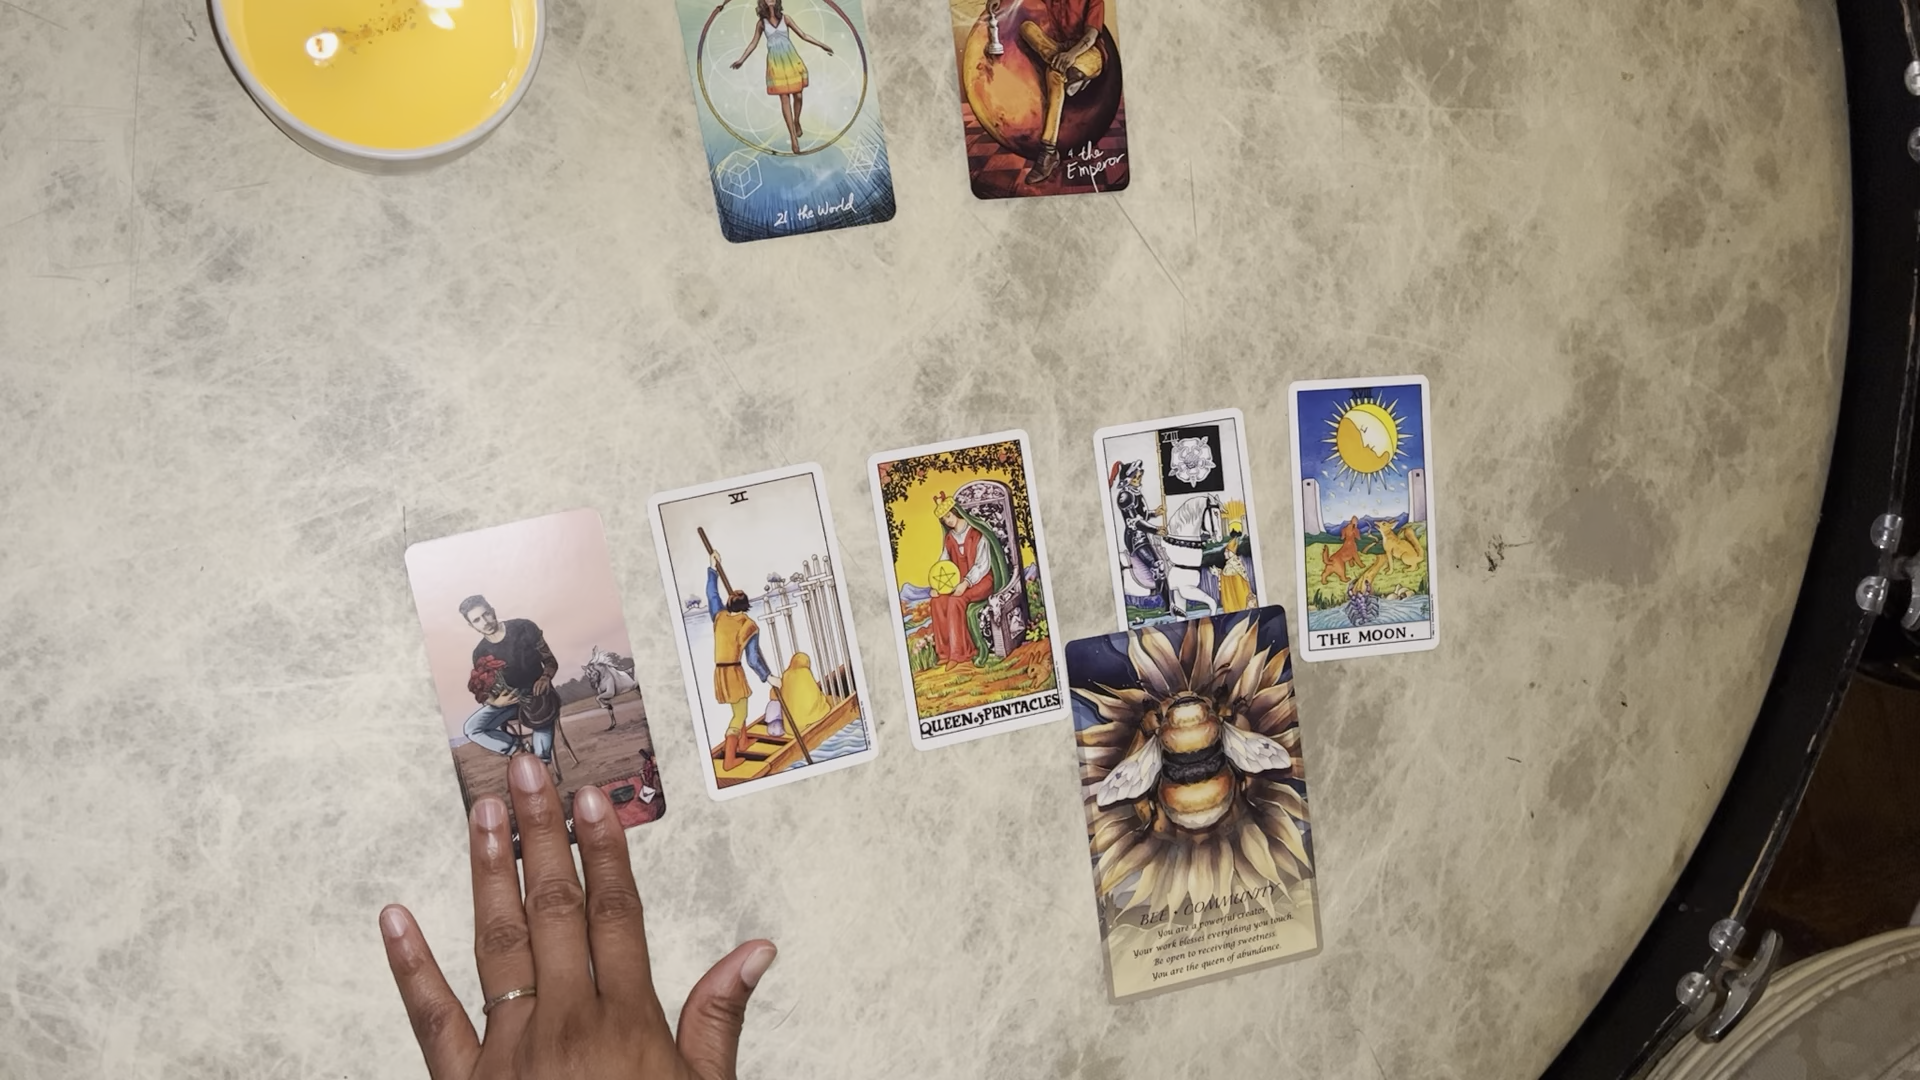 21. the World
4. the
Emperor
VI
XIII
QUEEN of PENTACLES
THE MOON.
BEE • COMMUNITY
You are a powerful creator.
Your work blesses everything you touch.
Be open to receiving sweetness.
You are the queen of abundance.